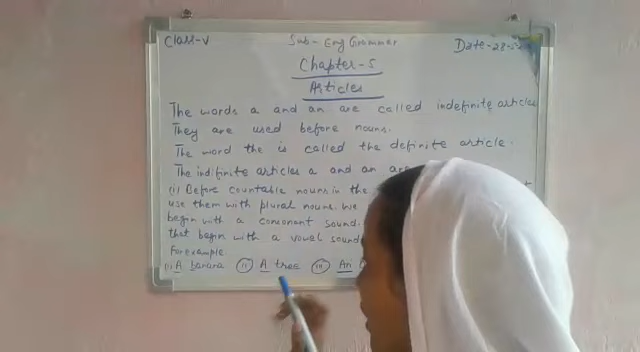 Class-V Sub- Eng Grammar Date-28-5-
Chapter-5
Articles
The words a and an are called indefinite articles
They are used before nouns.
The word the is called the definite article.
The indifinite articles a and an are
(i) Before countable nouns in the
use them with plural nouns. We
begin with a consonant sound.
that begin with a vowel sound
For example
(i) A banana (ii) A tree (iii) An